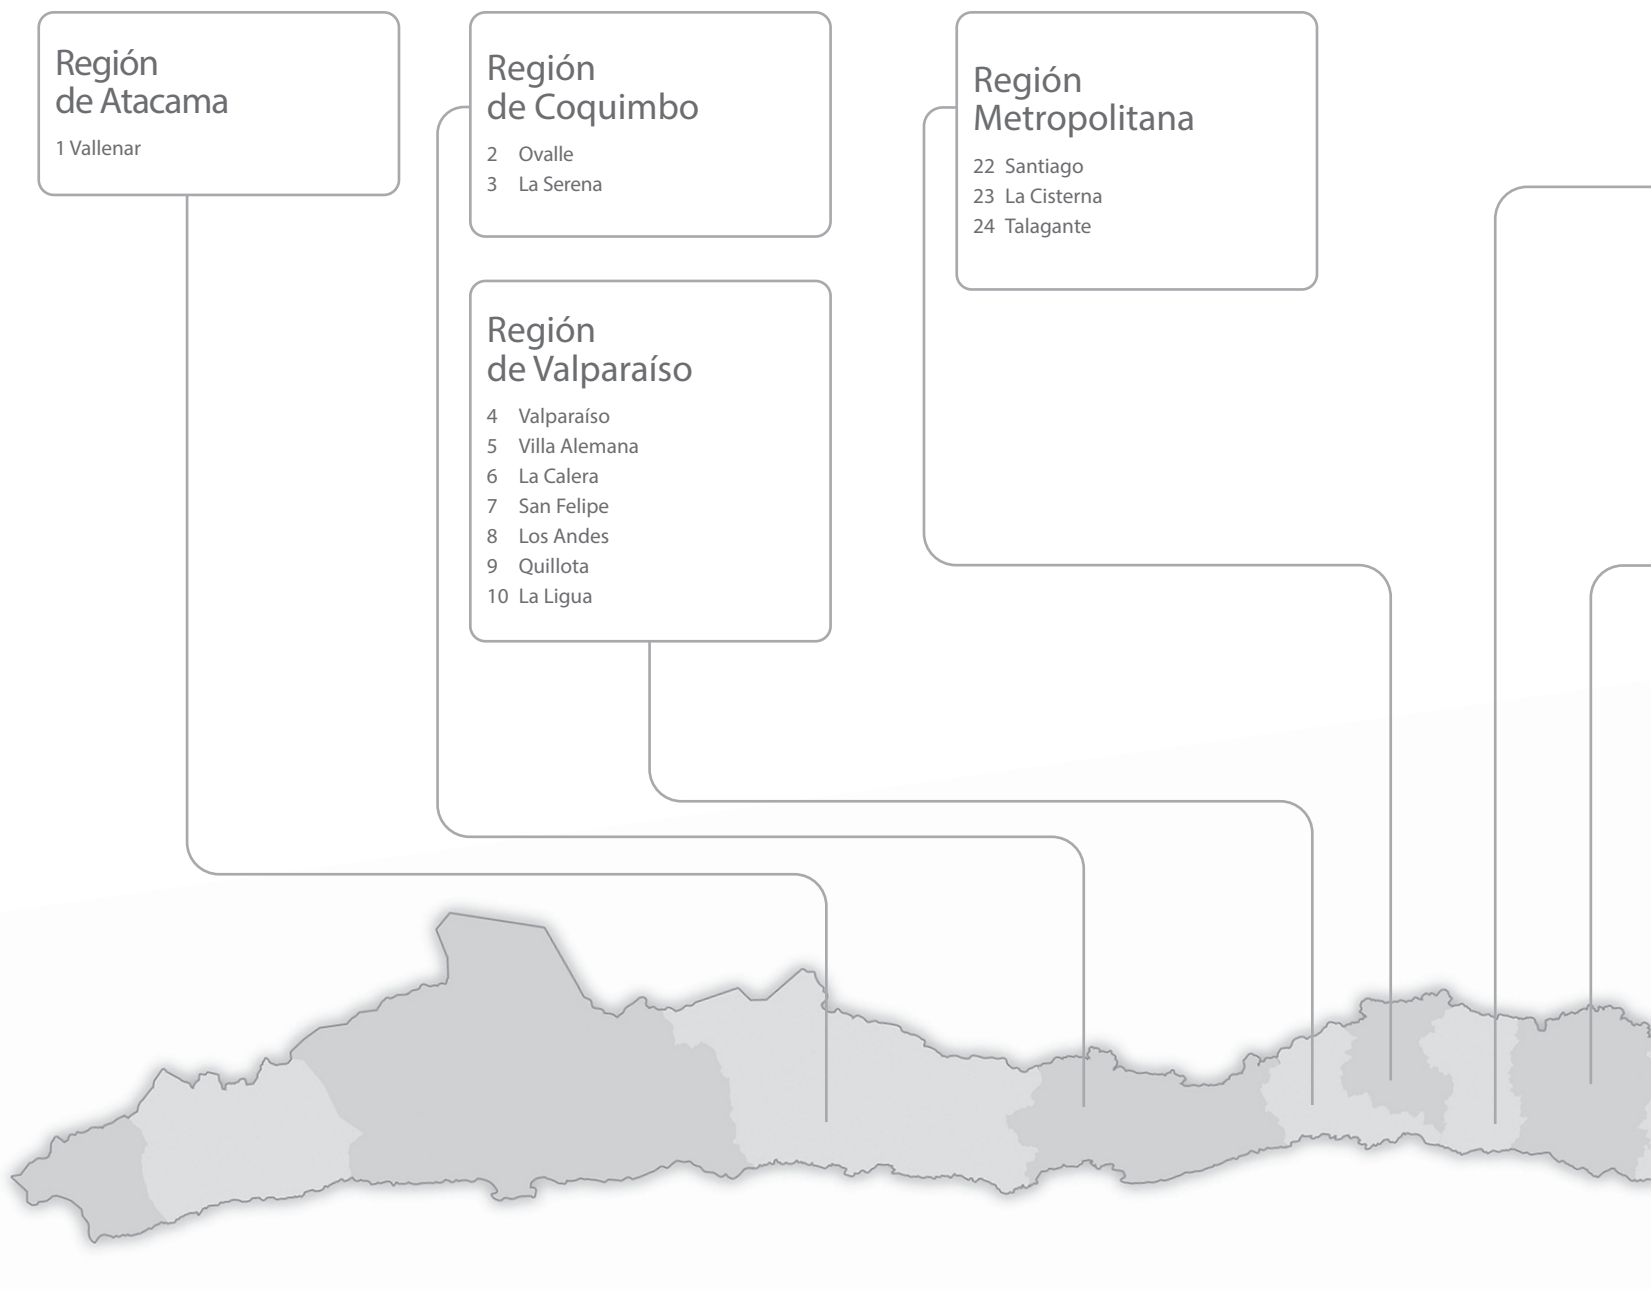 Región
de Atacama
1 Vallenar
Región
de Coquimbo
2 Ovalle
3 La Serena
Región
de Valparaíso
4 Valparaíso
5 Villa Alemana
6 La Calera
7 San Felipe
8 Los Andes
9 Quillota
10 La Ligua
Región
Metropolitana
22 Santiago
23 La Cisterna
24 Talagante